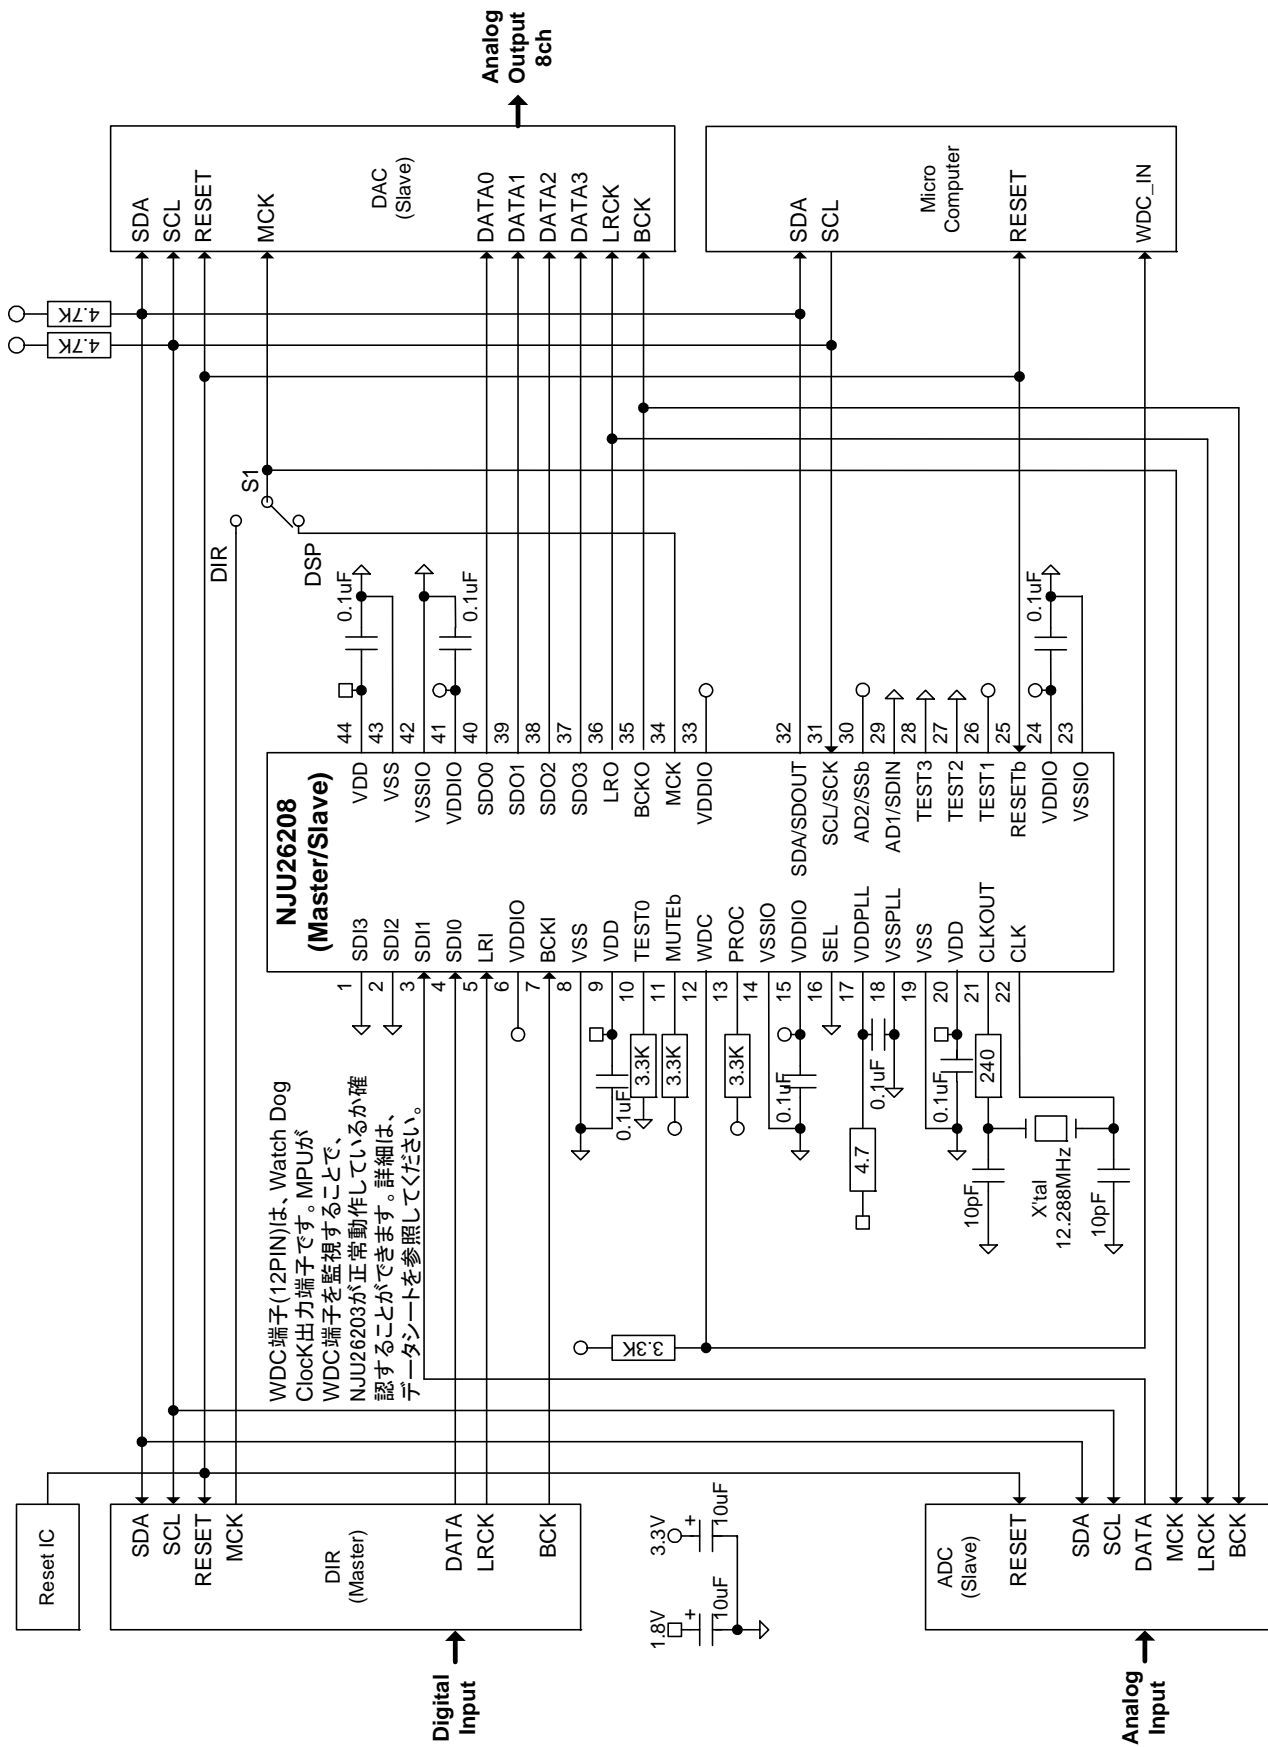 Reset IC
SDA
SCL
RESET
MCK
DIR
(Master)
DATA
LRCK
BCK
Digital
Input
1.8V
10uF
+
3.3V
10uF
+
ADC
(Slave)
RESET
SDA
SCL
DATA
MCK
LRCK
BCK
Analog
Input
WDC端子(12PIN)は、Watch Dog
ClocK出力端子です。MPUが
WDC端子を監視することで、
NJU26203が正常動作しているか確
認することができます。詳細は、
データシートを参照してください。
3.3K
NJU26208
(Master/Slave)
1 SDI3
2 SDI2
3 SDI1
4 SDI0
5 LRI
6 VDDIO
7 BCKI
8 VSS
9 VDD
10 TEST0
11 MUTEb
12 WDC
13 PROC
14 VSSIO
15 VDDIO
16 SEL
17 VDDPLL
18 VSSPLL
19 VSS
20 VDD
21 CLKOUT
22 CLK
0.1uF
3.3K
3.3K
3.3K
0.1uF
4.7
0.1uF
0.1uF
240
10pF
X'tal
12.288MHz
10pF
VDD 44
VSS 43
VSSIO 42
VDDIO 41
SDO0 40
SDO1 39
SDO2 38
SDO3 37
LRO 36
BCKO 35
MCK 34
VDDIO 33
SDA/SDOUT 32
SCL/SCK 31
AD2/SSb 30
AD1/SDIN 29
TEST3 28
TEST2 27
TEST1 26
RESETb 25
VDDIO 24
VSSIO 23
0.1uF
0.1uF
0.1uF
DIR
DSP
S1
4.7K
4.7K
SDA
SCL
RESET
MCK
DAC
(Slave)
DATA0
DATA1
DATA2
DATA3
LRCK
BCK
Analog
Output
8ch
SDA
SCL
Micro
Computer
RESET
WDC_IN